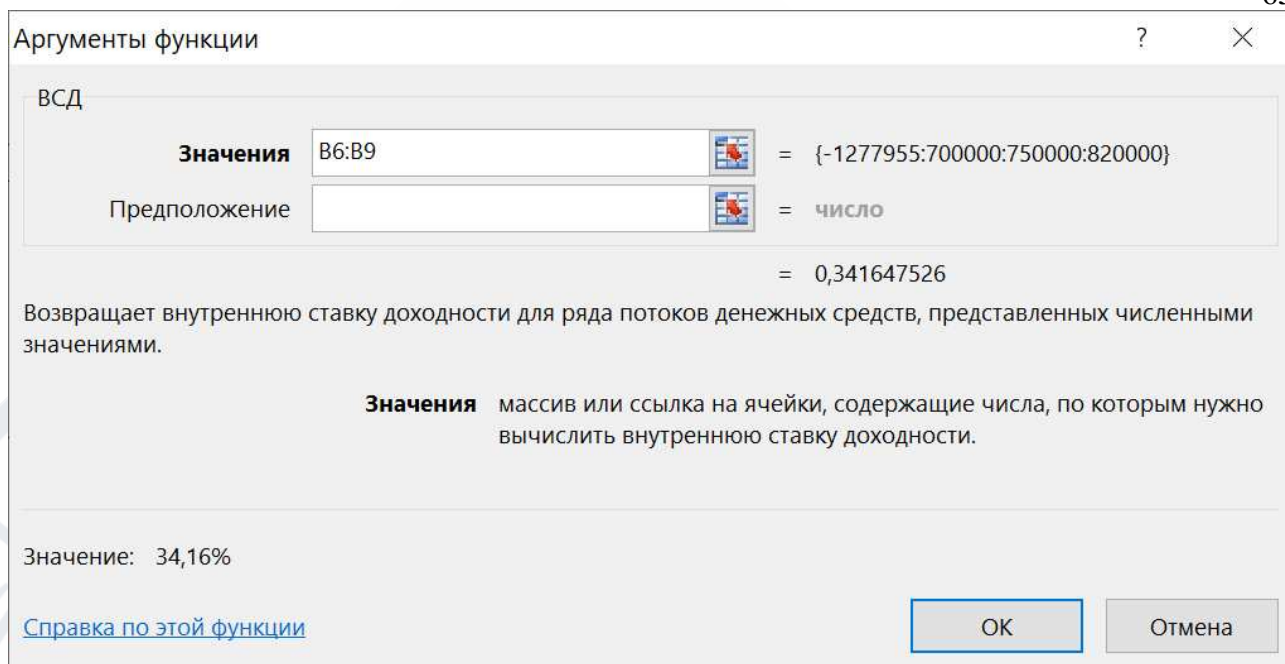 Аргументы функции ? ×
ВСД
Значения B6:B9 = {-1277955:700000:750000:820000}
Предположение = число
= 0,341647526
Возвращает внутреннюю ставку доходности для ряда потоков денежных средств, представленных численными
значениями.
Значения массив или ссылка на ячейки, содержащие числа, по которым нужно
вычислить внутреннюю ставку доходности.
Значение: 34,16%
Справка по этой функции ОК Отмена